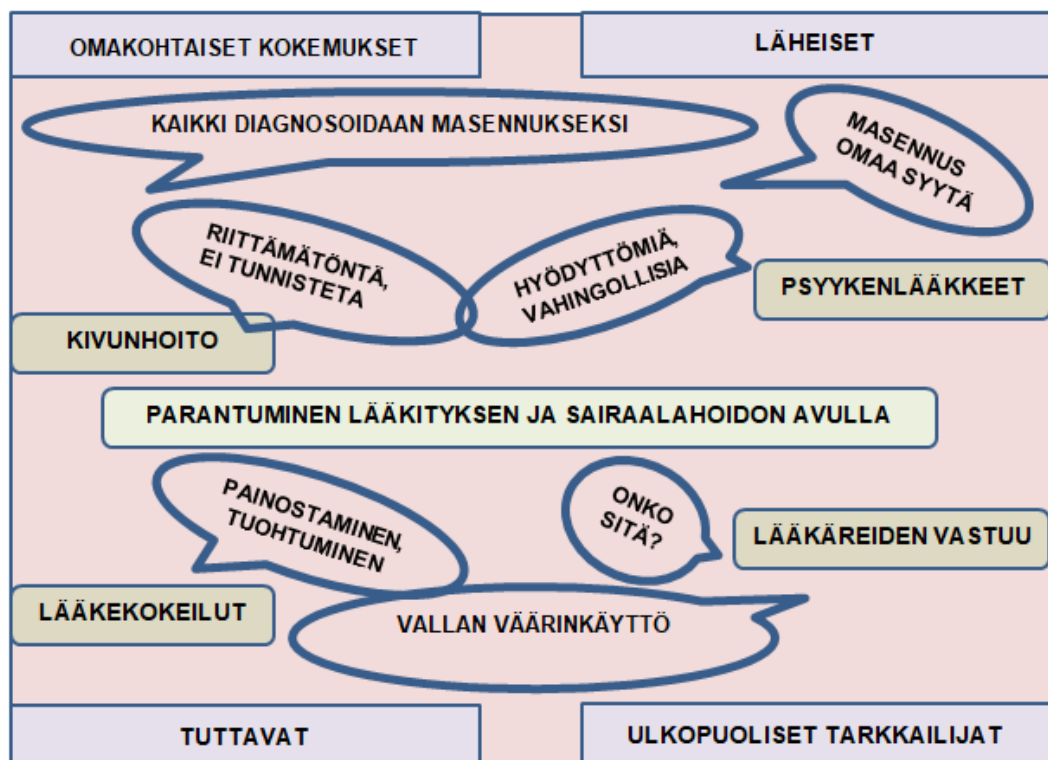 OMAKOHTAISET KOKEMUKSET
LÄHEISET
KAIKKI DIAGNOSOIDAAN MASENNUKSEKSI
MASENNUS
OMAA SYYTÄ
RIITTÄMÄTÖNTÄ,
EI TUNNISTETA
HYÖDYTTÖMIÄ,
VAHINGOLLISIA
PSYYKENLÄÄKKEET
KIVUNHOITO
PARANTUMINEN LÄÄKITYKSEN JA SAIRAALAHOIDON AVULLA
PAINOSTAMINEN,
TUOHTUMINEN
ONKO
SITÄ?
LÄÄKÄREIDEN VASTUU
LÄÄKEKOKEILUT
VALLAN VÄÄRINKÄYTTÖ
TUTTAVAT
ULKOPUOLISET TARKKAILIJAT